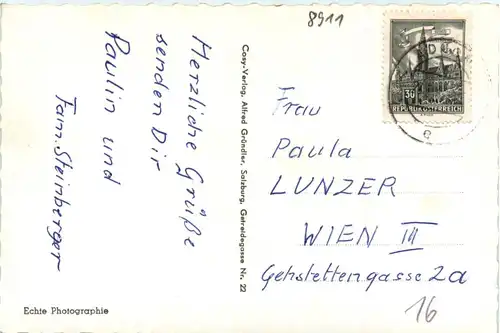 8911
Herzliche Grüße
senden Dir
Paulin und
Fam. Steinberger
Echte Photographie
Cosy-Verlag, Alfred Gründler, Salzburg, Getreidegasse Nr. 22
30
REPUBLIK ÖSTERREICH
Frau
Paula
LUNZER
WIEN III
Gehstettengasse 2a
16